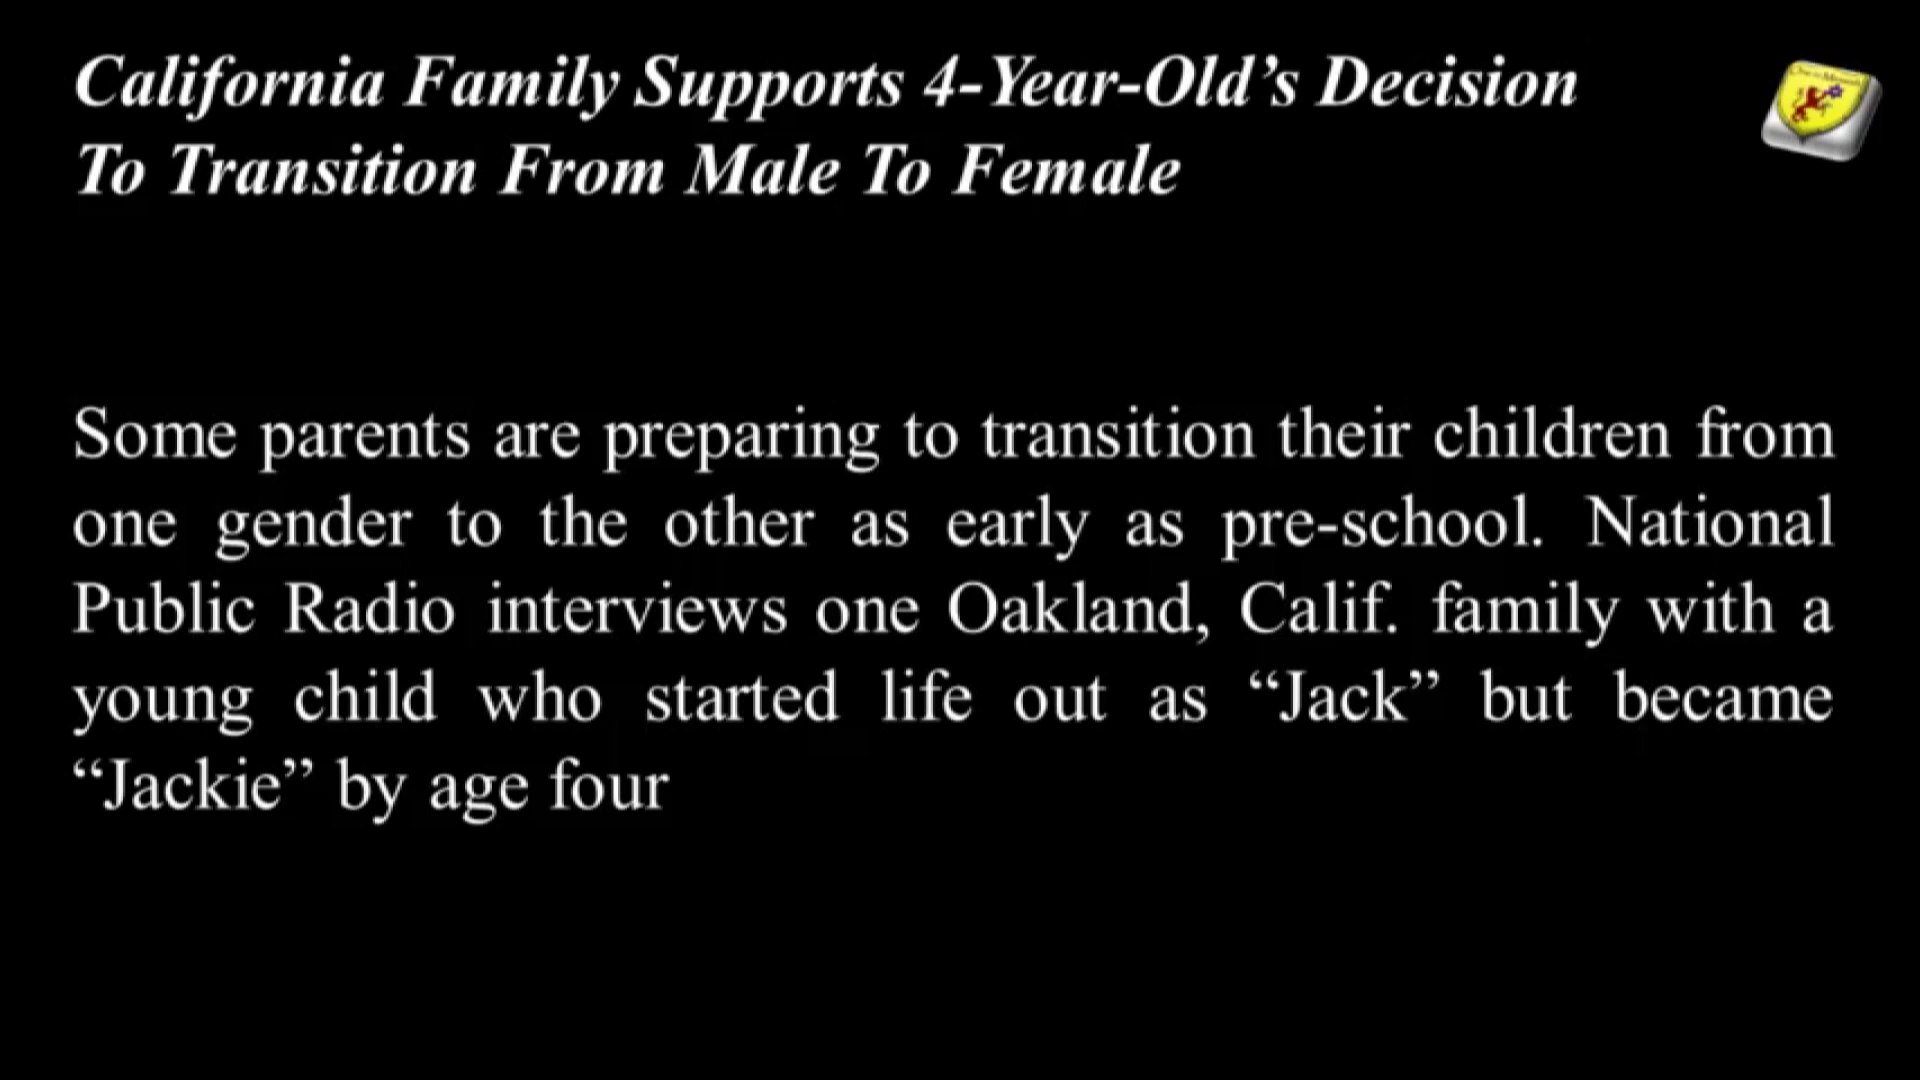 California Family Supports 4-Year-Old’s Decision
To Transition From Male To Female
Some parents are preparing to transition their children from
one gender to the other as early as pre-school. National
Public Radio interviews one Oakland, Calif. family with a
young child who started life out as “Jack” but became
“Jackie” by age four